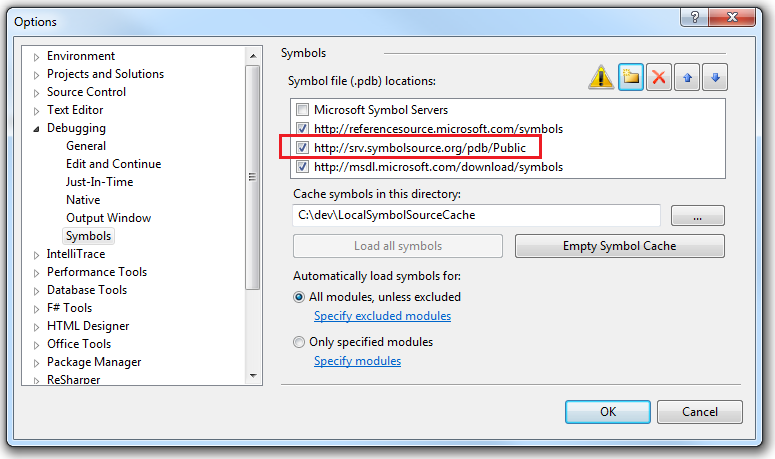 Options
Environment
Projects and Solutions
Source Control
Text Editor
Debugging
General
Edit and Continue
Just-In-Time
Native
Output Window
Symbols
IntelliTrace
Performance Tools
Database Tools
F# Tools
HTML Designer
Office Tools
Package Manager
ReSharper
Symbols
Symbol file (.pdb) locations:
Microsoft Symbol Servers
http://referencesource.microsoft.com/symbols
http://srv.symbolsource.org/pdb/Public
http://msdl.microsoft.com/download/symbols
Cache symbols in this directory:
C:\dev\LocalSymbolSourceCache
...
Load all symbols
Empty Symbol Cache
Automatically load symbols for:
All modules, unless excluded
Specify excluded modules
Only specified modules
Specify modules
OK
Cancel